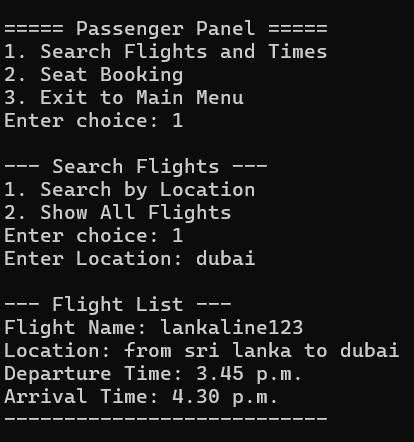 ===== Passenger Panel =====
1. Search Flights and Times
2. Seat Booking
3. Exit to Main Menu
Enter choice: 1
--- Search Flights ---
1. Search by Location
2. Show All Flights
Enter choice: 1
Enter Location: dubai
--- Flight List ---
Flight Name: lankaline123
Location: from sri lanka to dubai
Departure Time: 3.45 p.m.
Arrival Time: 4.30 p.m.
---------------------------